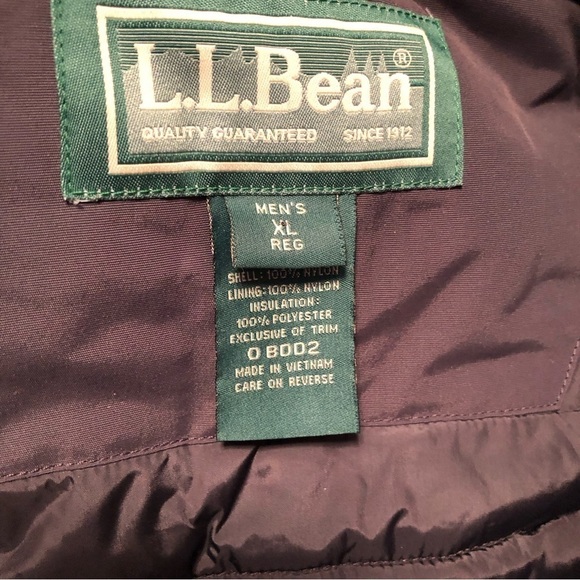 L.L.Bean®
QUALITY GUARANTEED SINCE 1912
MEN'S
XL
REG
SHELL: 100% NYLON
LINING: 100% NYLON
INSULATION:
100% POLYESTER
EXCLUSIVE OF TRIM
0 BDD2
MADE IN VIETNAM
CARE ON REVERSE